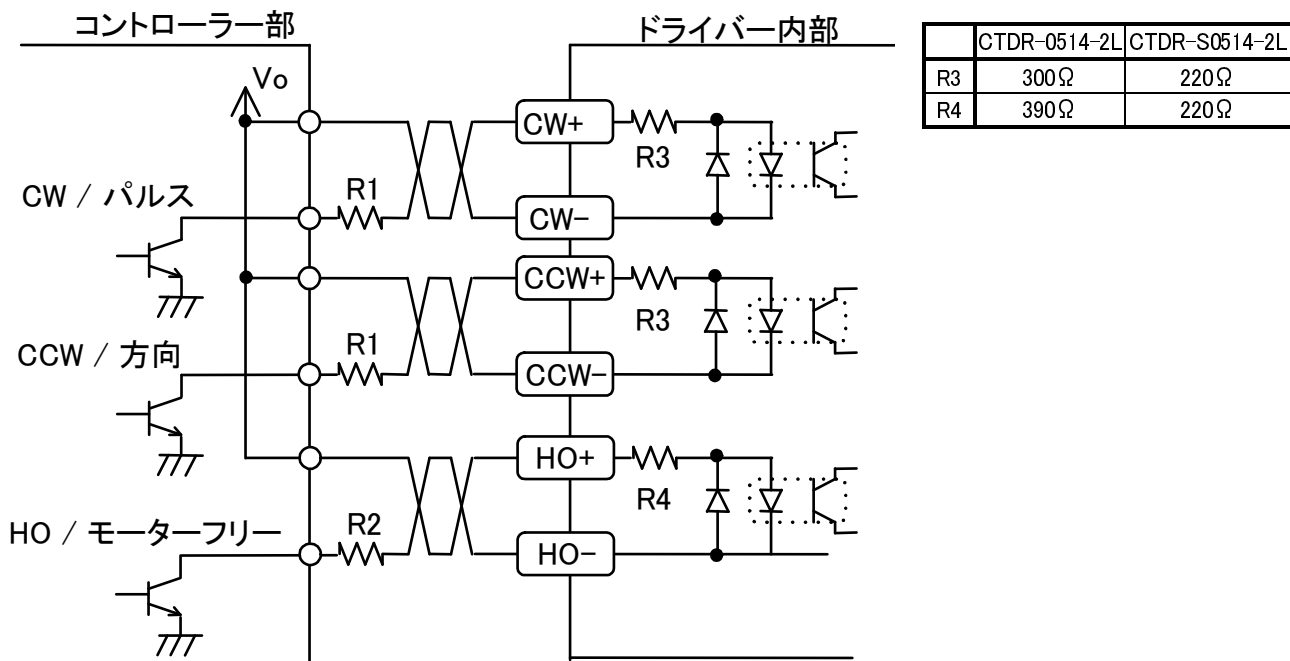 コントローラー部
ドライバー内部
CTDR-0514-2L CTDR-S0514-2L
R3 300Ω 220Ω
R4 390Ω 220Ω
Vo
CW+
R3
CW / パルス
R1
CW-
CCW+
R3
CCW / 方向
R1
CCW-
HO+
R4
HO / モーターフリー
R2
HO-